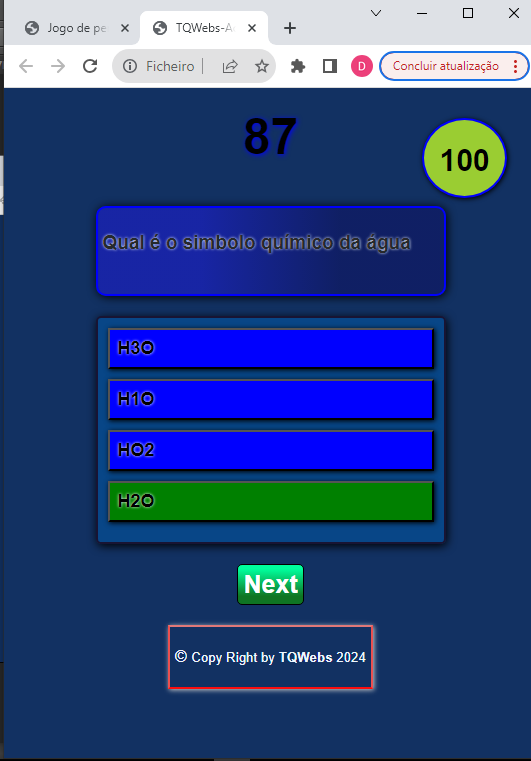 Jogo de pe
TQWebs-A
Ficheiro
D
Concluir atualização
87
100
Qual é o simbolo químico da água
H3O
H1O
HO2
H2O
Next
© Copy Right by TQWebs 2024